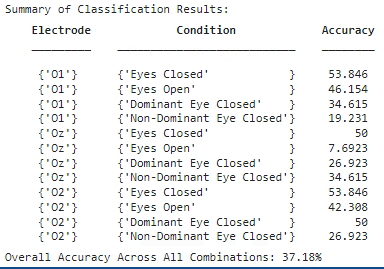 Summary of Classification Results:
Electrode Condition Accuracy
{'O1'} {'Eyes Closed' } 53.846
{'O1'} {'Eyes Open' } 46.154
{'O1'} {'Dominant Eye Closed' } 34.615
{'O1'} {'Non-Dominant Eye Closed'} 19.231
{'Oz'} {'Eyes Closed' } 50
{'Oz'} {'Eyes Open' } 7.6923
{'Oz'} {'Dominant Eye Closed' } 26.923
{'Oz'} {'Non-Dominant Eye Closed'} 34.615
{'O2'} {'Eyes Closed' } 53.846
{'O2'} {'Eyes Open' } 42.308
{'O2'} {'Dominant Eye Closed' } 50
{'O2'} {'Non-Dominant Eye Closed'} 26.923
Overall Accuracy Across All Combinations: 37.18%